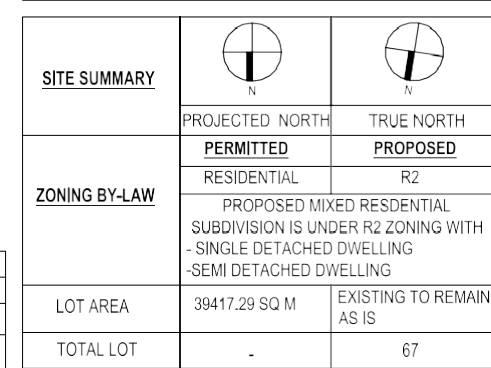 SITE SUMMARY
N
N
PROJECTED NORTH
TRUE NORTH
ZONING BY-LAW
PERMITTED
PROPOSED
RESIDENTIAL
R2
PROPOSED MIXED RESDENTIAL
SUBDIVISION IS UNDER R2 ZONING WITH
- SINGLE DETACHED DWELLING
-SEMI DETACHED DWELLING
LOT AREA
39417.29 SQ M
EXISTING TO REMAIN
AS IS
TOTAL LOT
-
67